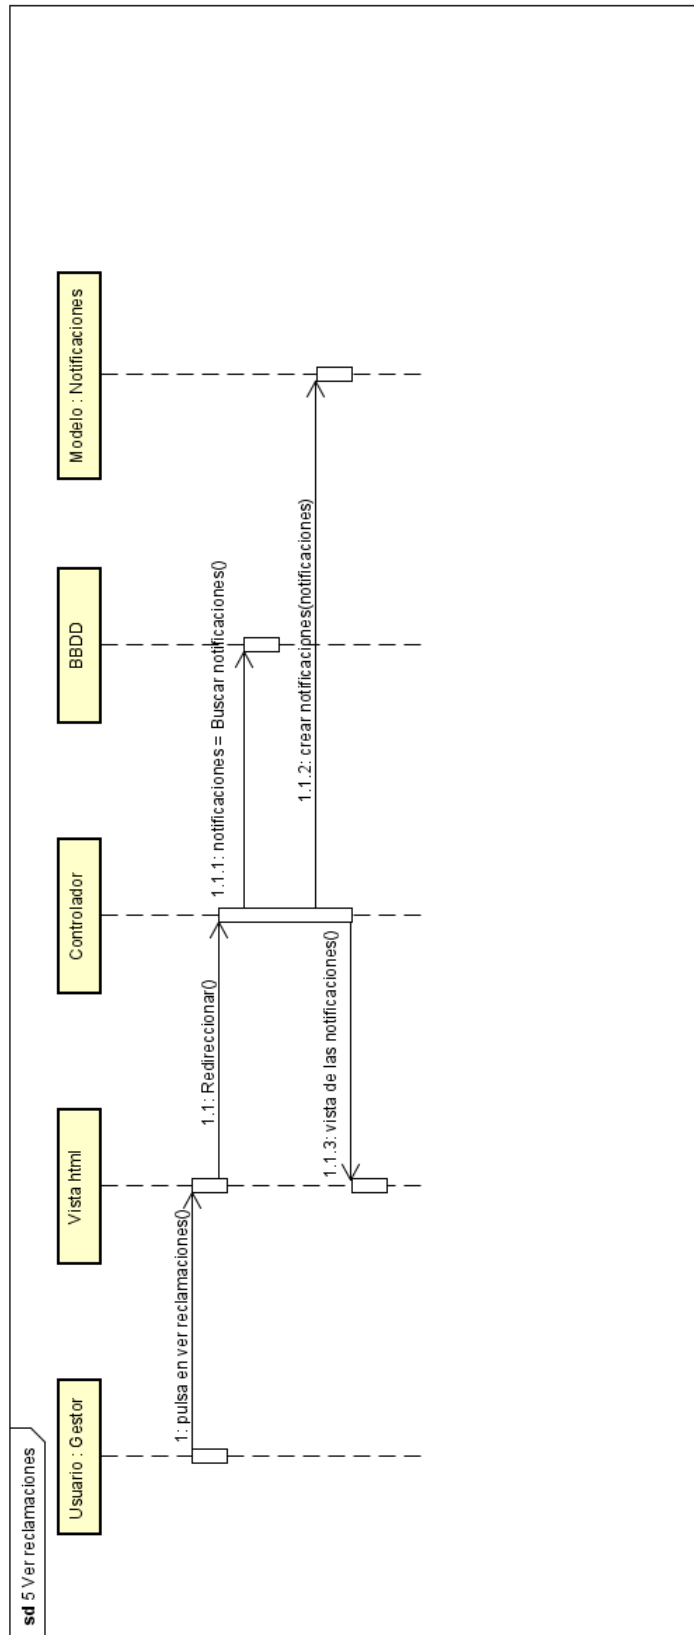 sd 5 Ver reclamaciones
Usuario : Gestor
Vista html
Controlador
BBDD
Modelo : Notificaciones
1: pulsa en ver reclamaciones()
1.1: Redireccionar()
1.1.1: notificaciones = Buscar notificaciones()
1.1.2: crear notificaciones(notificaciones)
1.1.3: vista de las notificaciones()